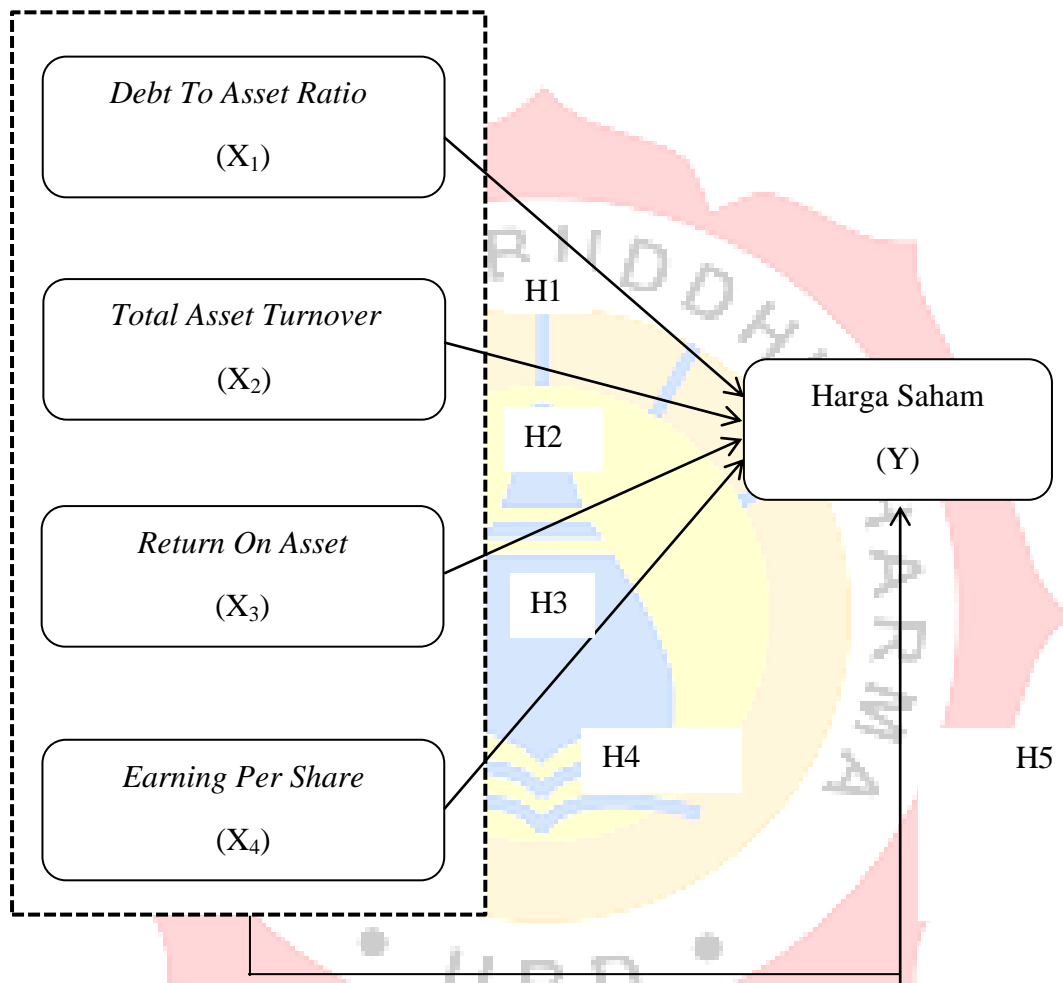 Debt To Asset Ratio
(X₁)
Total Asset Turnover
(X₂)
Return On Asset
(X₃)
Earning Per Share
(X₄)
H1
H2
H3
H4
Harga Saham
(Y)
H5
UBD